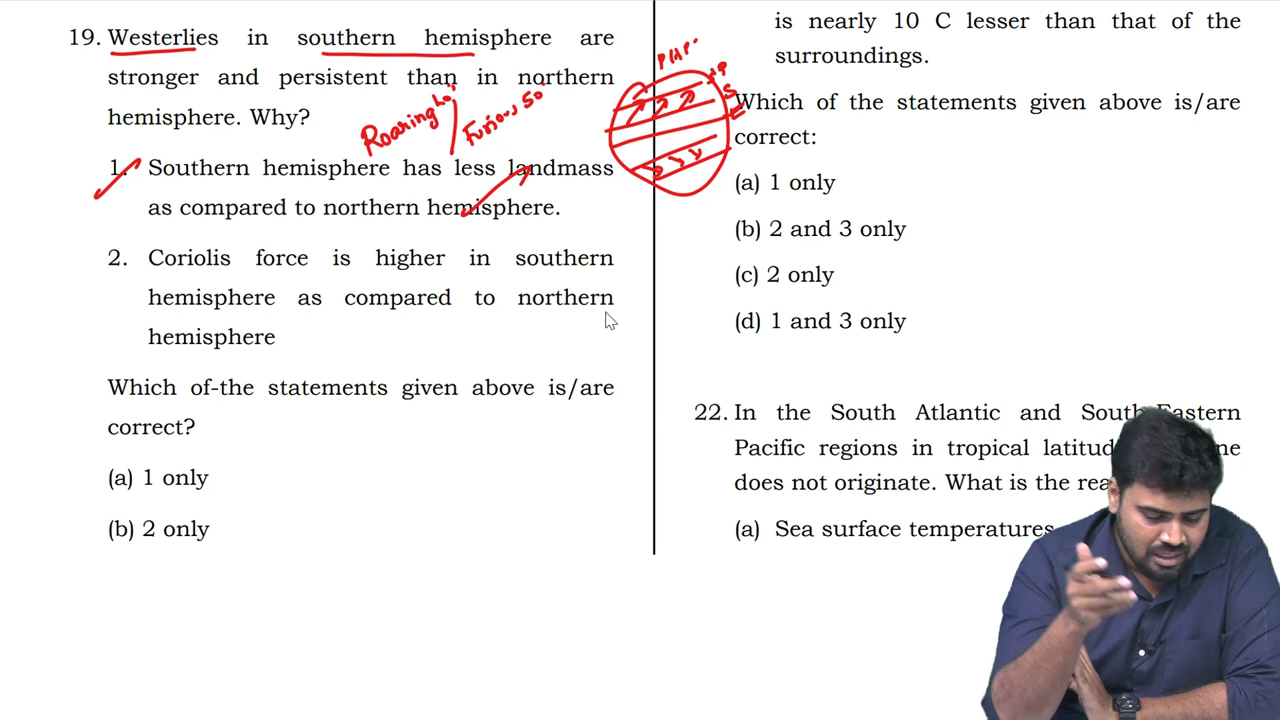 19. Westerlies in southern hemisphere are
stronger and persistent than in northern
hemisphere. Why?
Roaring 40
Furious 50
1. Southern hemisphere has less landmass
as compared to northern hemisphere.
2. Coriolis force is higher in southern
hemisphere as compared to northern
hemisphere
Which of-the statements given above is/are
correct?
(a) 1 only
(b) 2 only
is nearly 10 C lesser than that of the
surroundings.
Which of the statements given above is/are
correct:
(a) 1 only
(b) 2 and 3 only
(c) 2 only
(d) 1 and 3 only
22. In the South Atlantic and South Eastern
Pacific regions in tropical
does not originate. What is the
(a) Sea surface temperatures